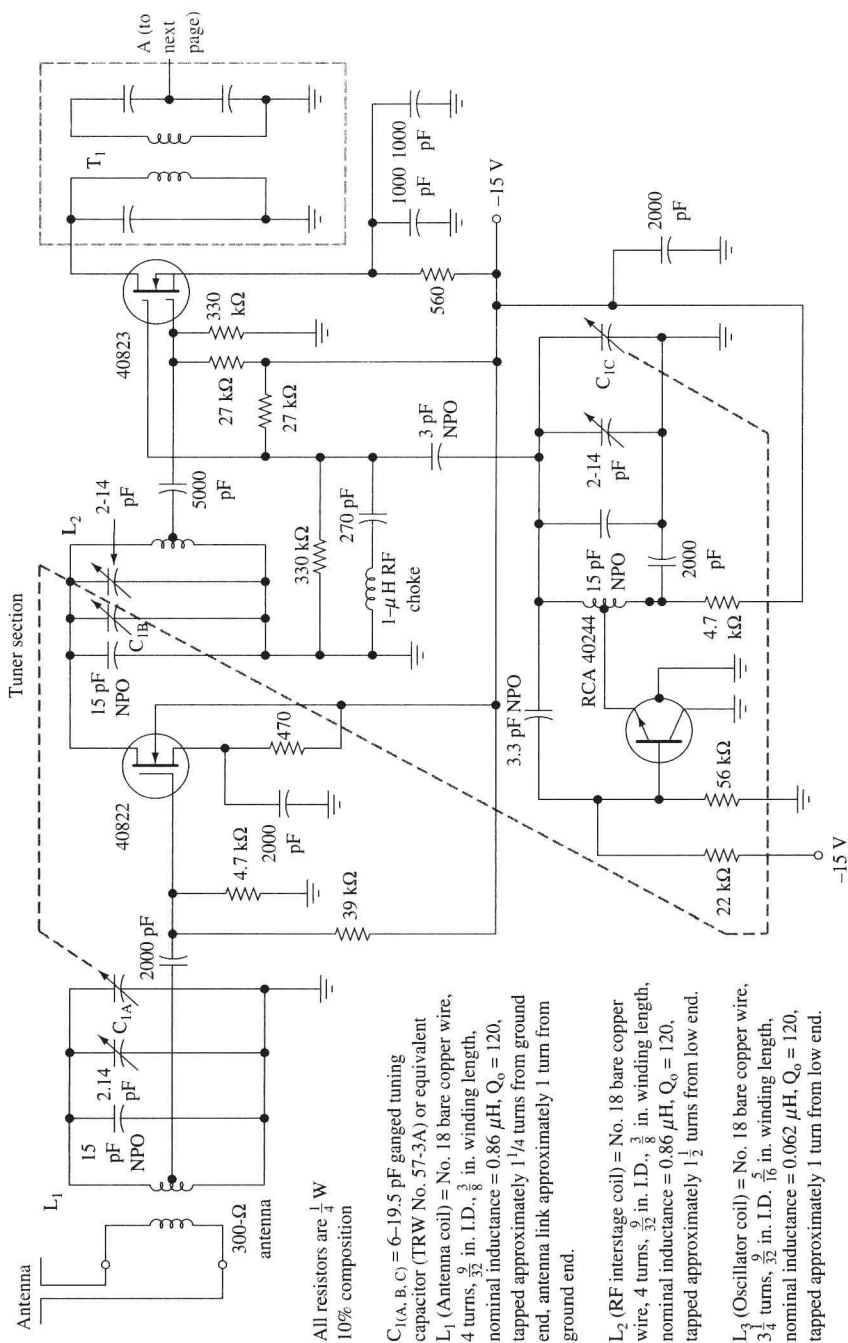 Tuner section
Antenna
300-Ω
antenna
L₁
15
pF
NPO
2.14
pF
C₁A
2000 pF
4.7 kΩ
39 kΩ
40822
2000
pF
470
15 pF
NPO
C₁B
L₂
2-14
pF
5000
pF
330 kΩ
270 pF
1–μH RF
choke
40823
27 kΩ
27 kΩ
330
kΩ
3 pF
NPO
T₁
A (to
next
page)
1000 1000
pF pF
560
–15 V
2000
pF
C₁C
2-14
pF
15 pF
NPO
2000
pF
3.3 pF NPO
RCA 40244
4.7
kΩ
56 kΩ
22 kΩ
–15 V
All resistors are 1/4 W
10% composition
C₁(A, B, C) = 6–19.5 pF ganged tuning
capacitor (TRW No. 57-3A) or equivalent
L₁ (Antenna coil) = No. 18 bare copper wire,
4 turns, 9/32 in. I.D., 3/8 in. winding length,
nominal inductance = 0.86 μH, Qₒ = 120,
tapped approximately 1 1/4 turns from ground
end, antenna link approximately 1 turn from
ground end.
L₂ (RF interstage coil) = No. 18 bare copper
wire, 4 turns, 9/32 in. I.D., 3/8 in. winding length,
nominal inductance = 0.86 μH, Qₒ = 120,
tapped approximately 1 1/2 turns from low end.
L₃ (Oscillator coil) = No. 18 bare copper wire,
3 1/4 turns, 9/32 in. I.D. 5/16 in. winding length,
nominal inductance = 0.062 μH, Qₒ = 120,
tapped approximately 1 turn from low end.